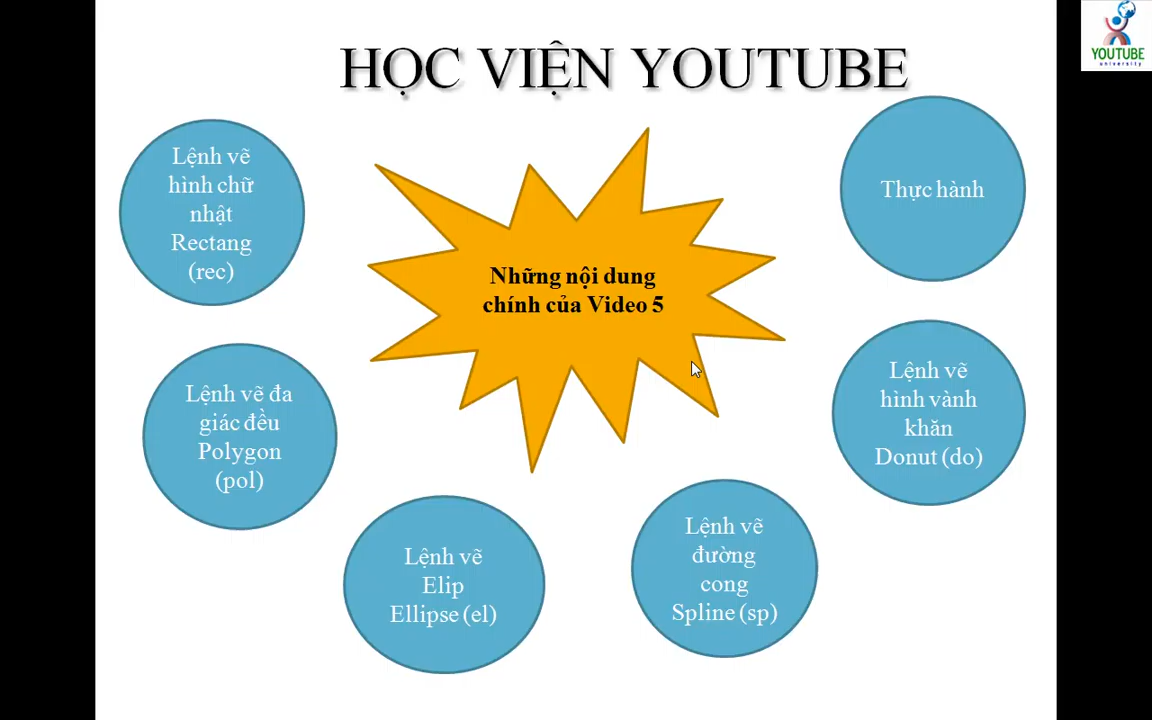 HỌC VIỆN YOUTUBE
YOUTUBE
university
Lệnh vẽ
hình chữ
nhật
Rectang
(rec)
Thực hành
Những nội dung
chính của Video 5
Lệnh vẽ đa
giác đều
Polygon
(pol)
Lệnh vẽ
hình vành
khăn
Donut (do)
Lệnh vẽ
Elip
Ellipse (el)
Lệnh vẽ
đường
cong
Spline (sp)